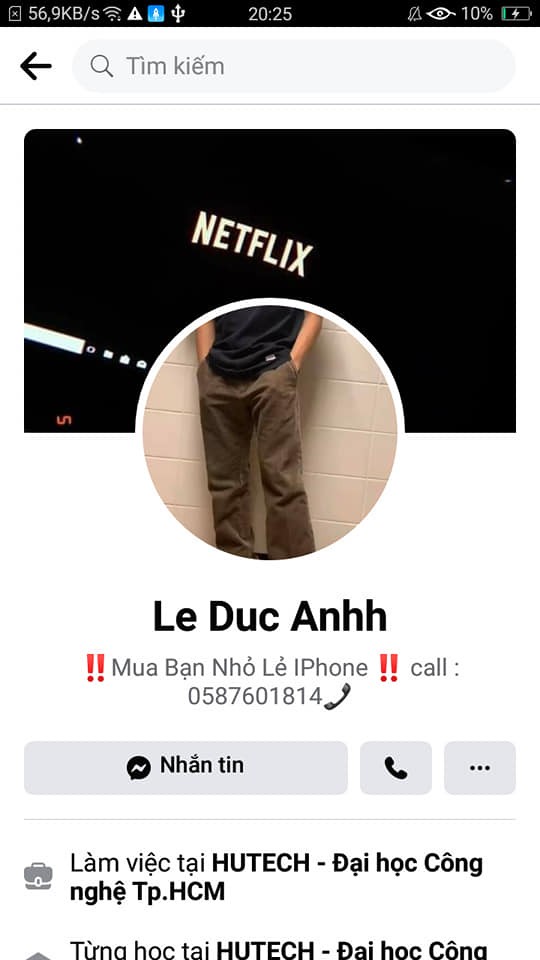 56,9KB/s 20:25 10%
Tìm kiếm
NETFLIX
Le Duc Anhh
‼️Mua Bạn Nhỏ Lẻ IPhone ‼️ call :
0587601814📞
Nhắn tin
Làm việc tại HUTECH - Đại học Công
nghệ Tp.HCM
Từng học tại HUTECH - Đại học Công